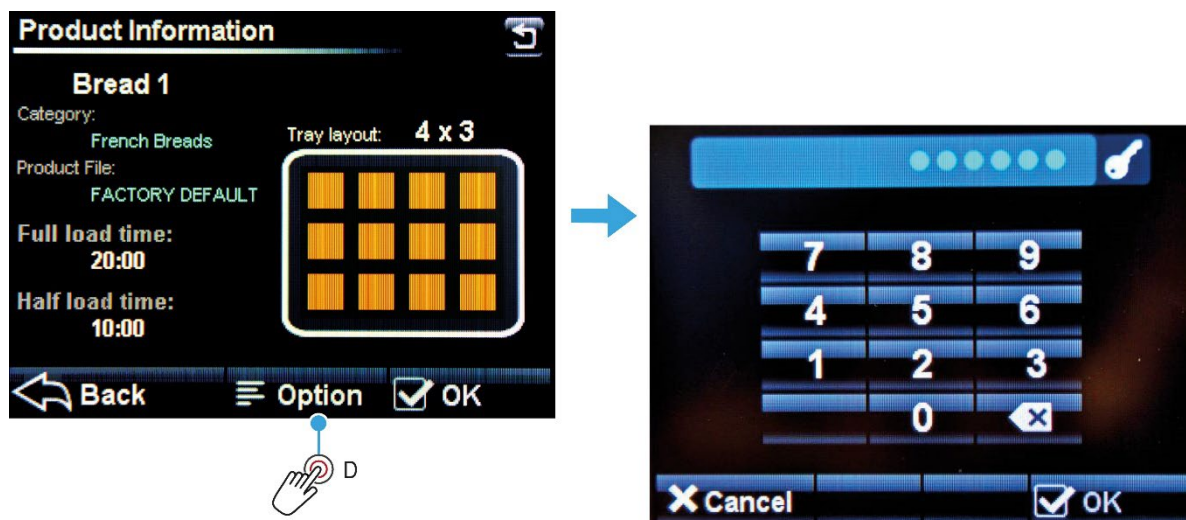 Product Information
Bread 1
Category:
French Breads
Product File:
FACTORY DEFAULT
Full load time:
20:00
Half load time:
10:00
Tray layout: 4 x 3
Back Option OK
D
7 8 9
4 5 6
1 2 3
0
Cancel OK